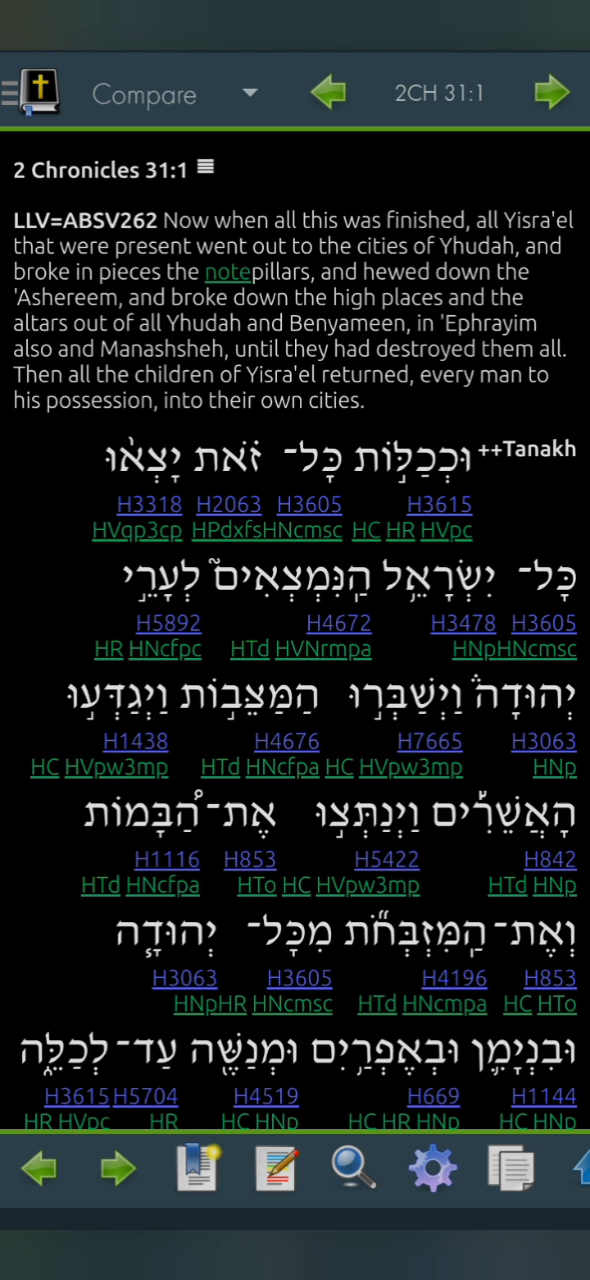 Compare
2CH 31:1
2 Chronicles 31:1
LLV=ABSV262 Now when all this was finished, all Yisra'el
that were present went out to the cities of Yhudah, and
broke in pieces the notepillars, and hewed down the
'Ashereem, and broke down the high places and the
altars out of all Yhudah and Benyameen, in 'Ephrayim
also and Manashsheh, until they had destroyed them all.
Then all the children of Yisra'el returned, every man to
his possession, into their own cities.
++Tanakh וּכְכַלּ֣וֹת כָּל־ זֹ֗את יָצְא֨וּ
H3318 H2063 H3605 H3615
HVqp3cp HPdxfsHNcmsc HC HR HVpc
כָּל־ יִשְׂרָאֵ֥ל הַֽנִּמְצְאִים֮ לְעָרֵ֣י
H5892 H4672 H3478 H3605
HR HNcfpc HTd HVNrmpa HNpHNcmsc
יְהוּדָה֒ וַיְשַׁבְּר֣וּ הַמַּצֵּב֣וֹת וַיְגַדְּע֣וּ
H1438 H4676 H7665 H3063
HC HVpw3mp HTd HNcfpa HC HVpw3mp HNp
הָאֲשֵׁרִ֡ים וַיְנַתְּצ֣וּ אֶת־הַ֠בָּמוֹת
H1116 H853 H5422 H842
HTd HNcfpa HTo HC HVpw3mp HTd HNp
וְאֶת־הַֽמִּזְבְּחֹ֞ת מִכָּל־ יְהוּדָ֧ה
H3063 H3605 H4196 H853
HNpHR HNcmsc HTd HNcmpa HC HTo
וּבִנְיָמִ֛ן וּבְאֶפְרַ֥יִם וּמְנַשֶּׁ֖ה עַד־לְכַלֵּ֑ה
H3615H5704 H4519 H669 H1144
HR HVpc HR HC HNp HC HR HNp HC HNp